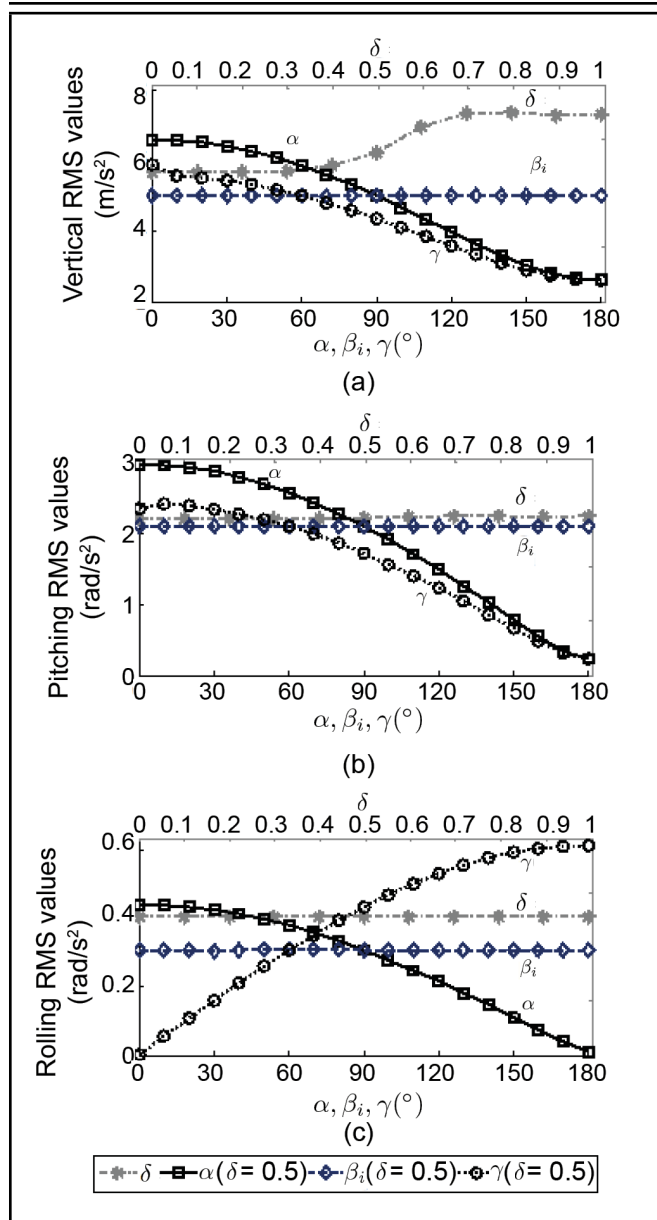 δ
0 0.1 0.2 0.3 0.4 0.5 0.6 0.7 0.8 0.9 1
8
6
4
2
Vertical RMS values
(m/s²)
δ
α
βi
γ
0 30 60 90 120 150 180
α, βi, γ(°)
(a)
δ
0 0.1 0.2 0.3 0.4 0.5 0.6 0.7 0.8 0.9 1
3
2
1
0
Pitching RMS values
(rad/s²)
α
δ
βi
γ
0 30 60 90 120 150 180
α, βi, γ(°)
(b)
δ
0 0.1 0.2 0.3 0.4 0.5 0.6 0.7 0.8 0.9 1
0.6
0.4
0.2
0
Rolling RMS values
(rad/s²)
γ
δ
βi
α
0 30 60 90 120 150 180
α, βi, γ(°)
(c)
δ α(δ = 0.5) βi(δ = 0.5) γ(δ = 0.5)